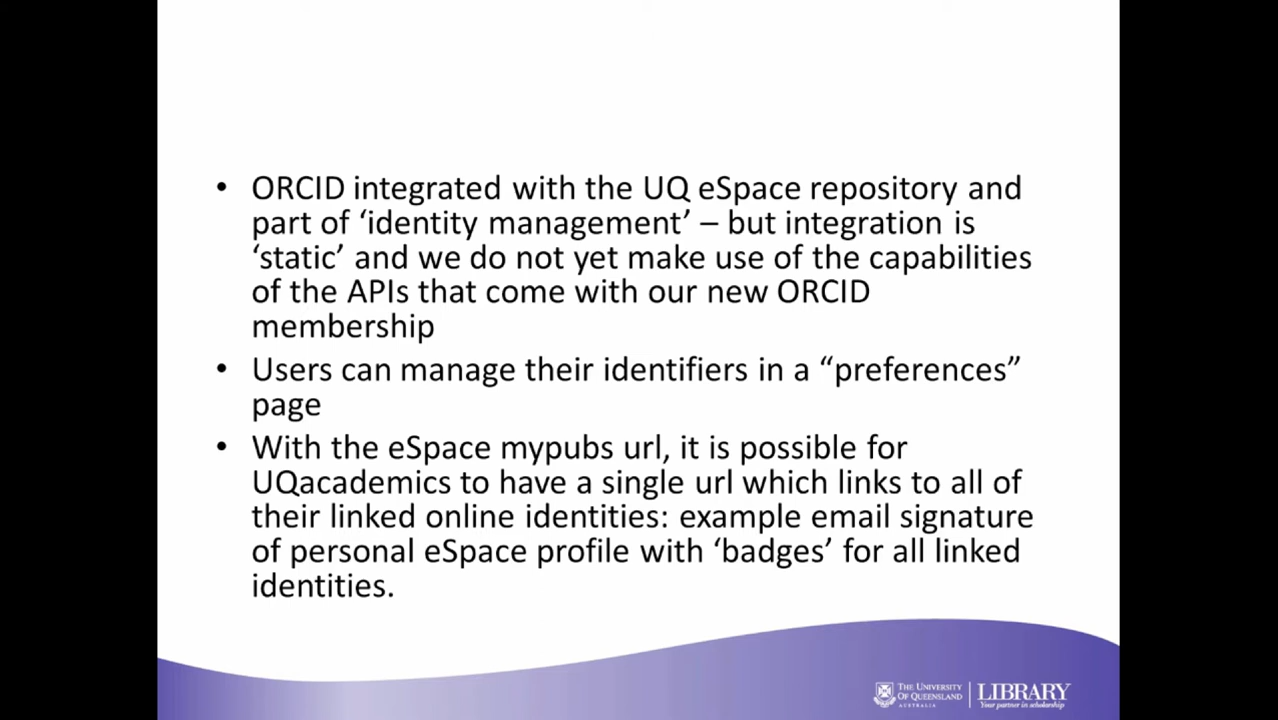 • ORCID integrated with the UQ eSpace repository and
part of ‘identity management’ – but integration is
‘static’ and we do not yet make use of the capabilities
of the APIs that come with our new ORCID
membership
• Users can manage their identifiers in a “preferences”
page
• With the eSpace mypubs url, it is possible for
UQacademics to have a single url which links to all of
their linked online identities: example email signature
of personal eSpace profile with ‘badges’ for all linked
identities.
THE UNIVERSITY
OF QUEENSLAND
AUSTRALIA
LIBRARY
Your partner in scholarship